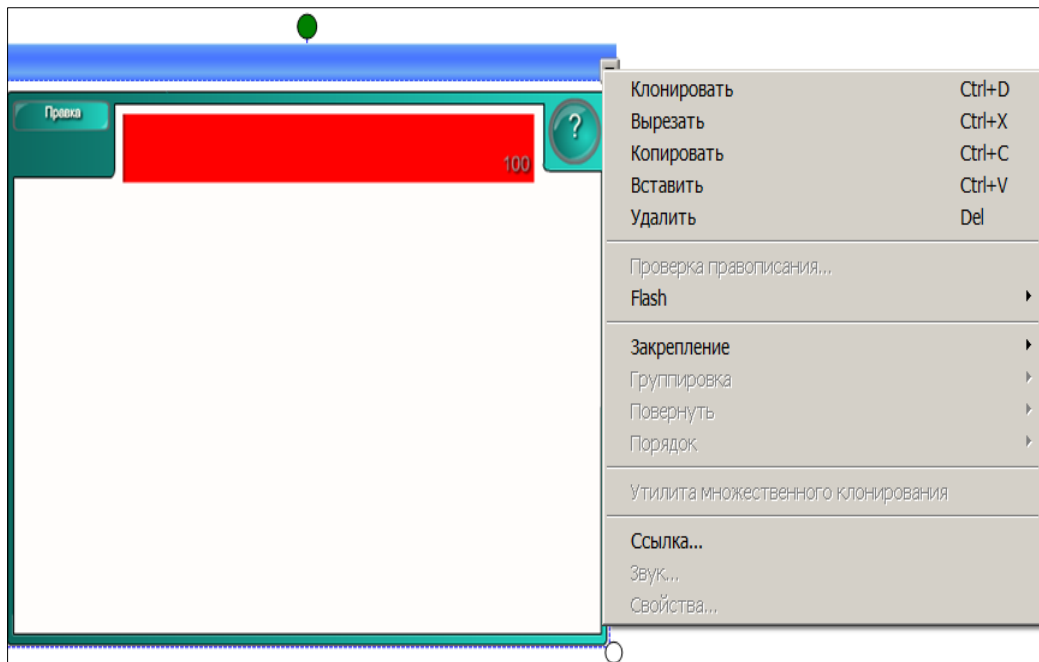 Правка
?
100
Клонировать Ctrl+D
Вырезать Ctrl+X
Копировать Ctrl+C
Вставить Ctrl+V
Удалить Del
Проверка правописания...
Flash
Закрепление
Группировка
Повернуть
Порядок
Утилита множественного клонирования
Ссылка...
Звук...
Свойства...